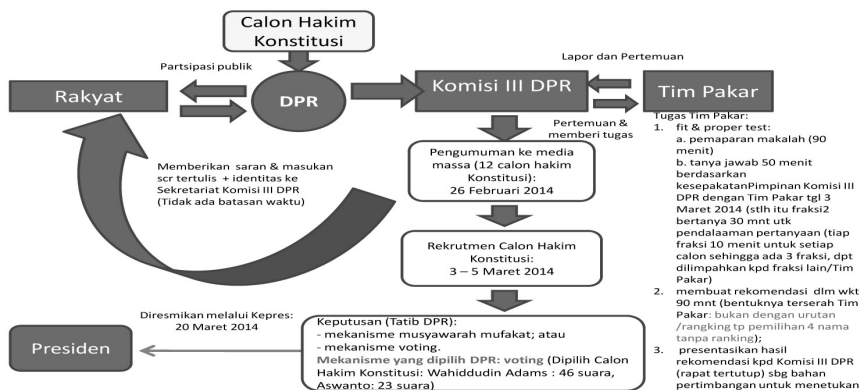 Calon Hakim
Konstitusi
Partsipasi publik
Lapor dan Pertemuan
Rakyat
DPR
Komisi III DPR
Tim Pakar
Pertemuan &
memberi tugas
Memberikan saran & masukan
scr tertulis + identitas ke
Sekretariat Komisi III DPR
(Tidak ada batasan waktu)
Pengumuman ke media
massa (12 calon hakim
Konstitusi):
26 Februari 2014
Rekrutmen Calon Hakim
Konstitusi:
3 – 5 Maret 2014
Diresmikan melalui Kepres:
20 Maret 2014
Presiden
Keputusan (Tatib DPR):
- mekanisme musyawarah mufakat; atau
- mekanisme voting.
Mekanisme yang dipilih DPR: voting (Dipilih Calon
Hakim Konstitusi: Wahiduddin Adams : 46 suara,
Aswanto: 23 suara)
Tugas Tim Pakar:
1. fit & proper test:
a. pemaparan makalah (90
menit)
b. tanya jawab 50 menit
berdasarkan
kesepakatanPimpinan Komisi III
DPR dengan Tim Pakar tgl 3
Maret 2014 (stlh itu fraksi2
bertanya 30 mnt utk
pendalaaman pertanyaan (tiap
fraksi 10 menit untuk setiap
calon sehingga ada 3 fraksi, dpt
dilimpahkan kpd fraksi lain/Tim
Pakar)
2. membuat rekomendasi dlm wkt
90 mnt (bentuknya terserah Tim
Pakar: bukan dengan urutan
/rangking tp pemilihan 4 nama
tanpa ranking);
3. presentasikan hasil
rekomendasi kpd Komisi III DPR
(rapat tertutup) sbg bahan
pertimbangan untuk menetukan